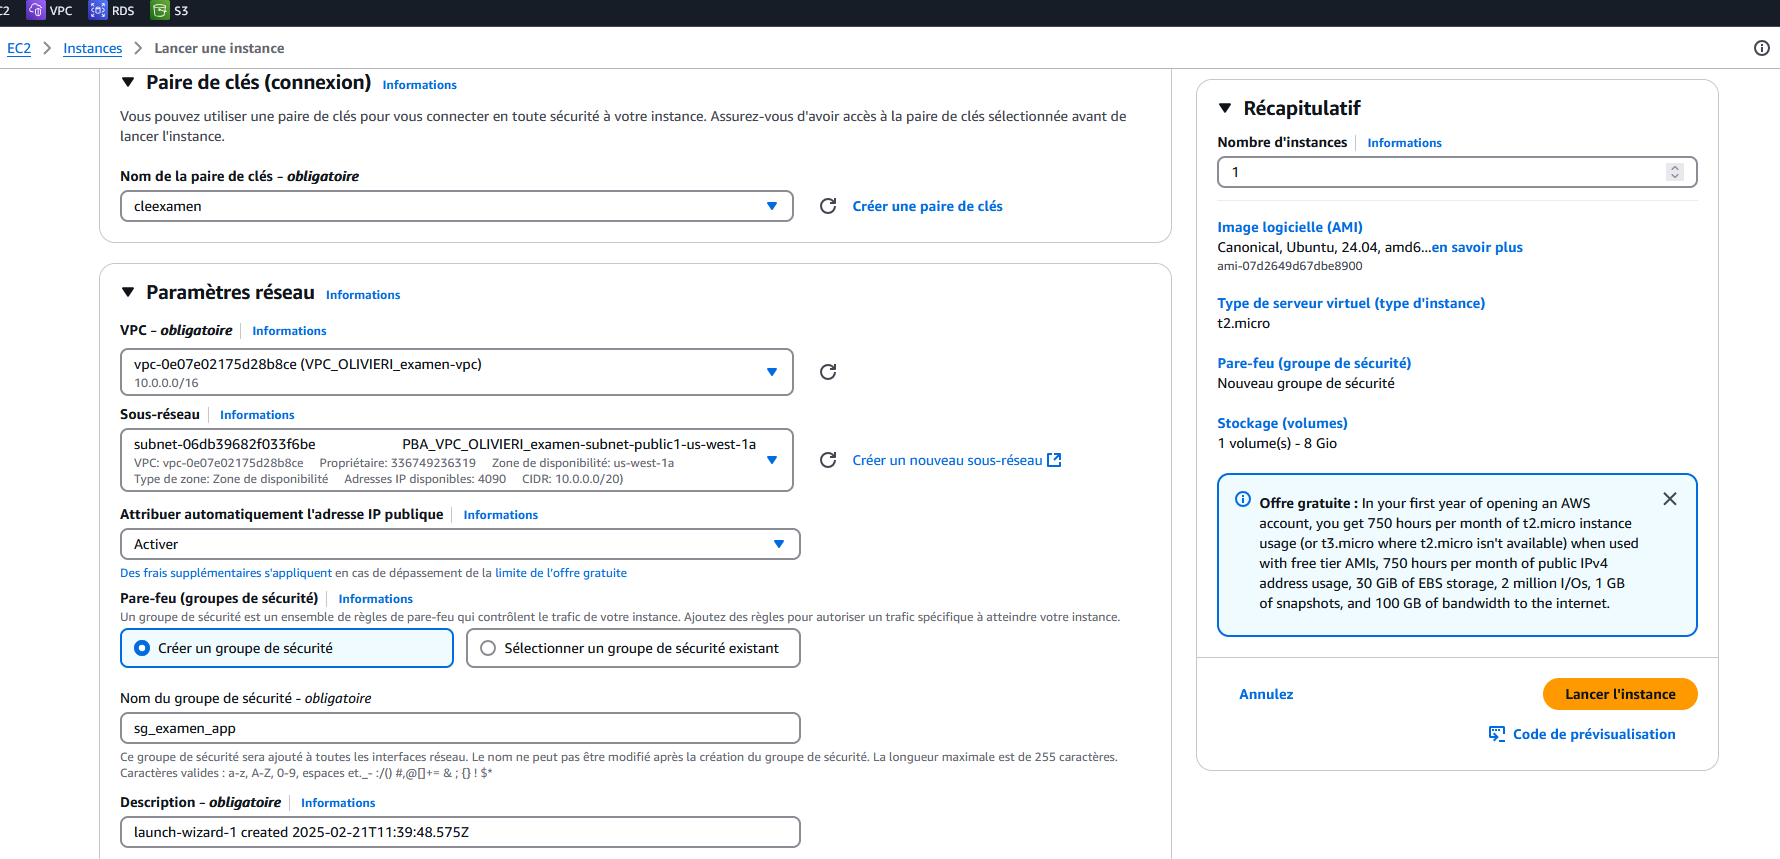 C2 VPC RDS S3
EC2 > Instances > Lancer une instance
Paire de clés (connexion) Informations
Vous pouvez utiliser une paire de clés pour vous connecter en toute sécurité à votre instance. Assurez-vous d'avoir accès à la paire de clés sélectionnée avant de
lancer l'instance.
Nom de la paire de clés - obligatoire
cleexamen
Créer une paire de clés
Paramètres réseau Informations
VPC - obligatoire Informations
vpc-0e07e02175d28b8ce (VPC_OLIVIERI_examen-vpc)
10.0.0.0/16
Sous-réseau Informations
subnet-06db39682f033f6be PBA_VPC_OLIVIERI_examen-subnet-public1-us-west-1a
VPC: vpc-0e07e02175d28b8ce Propriétaire: 336749236319 Zone de disponibilité: us-west-1a
Type de zone: Zone de disponibilité Adresses IP disponibles: 4090 CIDR: 10.0.0.0/20)
Créer un nouveau sous-réseau
Attribuer automatiquement l'adresse IP publique Informations
Activer
Des frais supplémentaires s'appliquent en cas de dépassement de la limite de l'offre gratuite
Pare-feu (groupes de sécurité) Informations
Un groupe de sécurité est un ensemble de règles de pare-feu qui contrôlent le trafic de votre instance. Ajoutez des règles pour autoriser un trafic spécifique à atteindre votre instance.
Créer un groupe de sécurité
Sélectionner un groupe de sécurité existant
Nom du groupe de sécurité - obligatoire
sg_examen_app
Ce groupe de sécurité sera ajouté à toutes les interfaces réseau. Le nom ne peut pas être modifié après la création du groupe de sécurité. La longueur maximale est de 255 caractères.
Caractères valides : a-z, A-Z, 0-9, espaces et._- :/() #,@[]+= & ; {} ! $*
Description - obligatoire Informations
launch-wizard-1 created 2025-02-21T11:39:48.575Z
Récapitulatif
Nombre d'instances Informations
1
Image logicielle (AMI)
Canonical, Ubuntu, 24.04, amd6...en savoir plus
ami-07d2649d67dbe8900
Type de serveur virtuel (type d'instance)
t2.micro
Pare-feu (groupe de sécurité)
Nouveau groupe de sécurité
Stockage (volumes)
1 volume(s) - 8 Gio
Offre gratuite : In your first year of opening an AWS
account, you get 750 hours per month of t2.micro instance
usage (or t3.micro where t2.micro isn't available) when used
with free tier AMIs, 750 hours per month of public IPv4
address usage, 30 GiB of EBS storage, 2 million I/Os, 1 GB
of snapshots, and 100 GB of bandwidth to the internet.
Annulez
Lancer l'instance
Code de prévisualisation